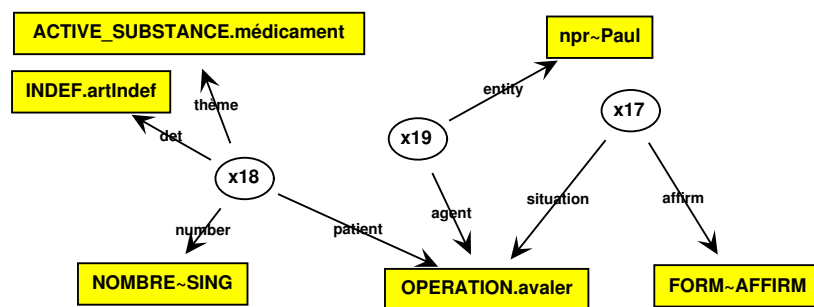 ACTIVE_SUBSTANCE.médicament
npr~Paul
INDEF.artIndef
thème
entity
x17
det
x19
x18
situation
affirm
agent
number
patient
NOMBRE~SING
OPERATION.avaler
FORM~AFFIRM